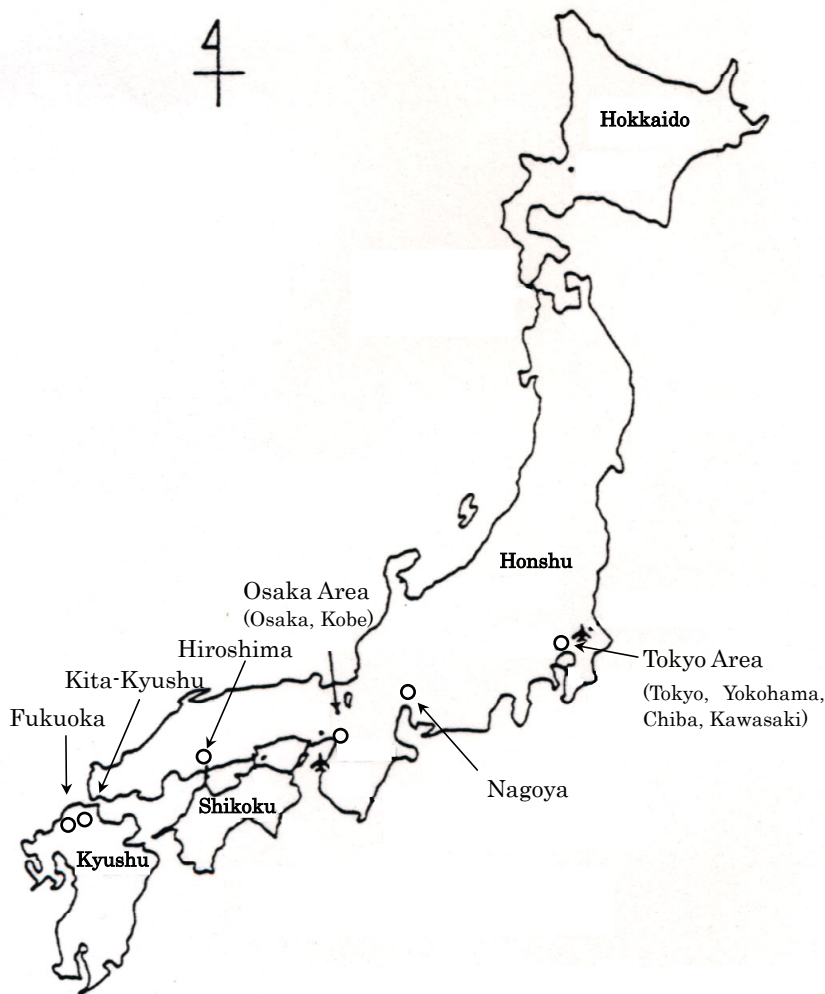 Hokkaido
Honshu
Osaka Area
(Osaka, Kobe)
Hiroshima
Kita-Kyushu
Fukuoka
Tokyo Area
(Tokyo, Yokohama,
Chiba, Kawasaki)
Nagoya
Shikoku
Kyushu